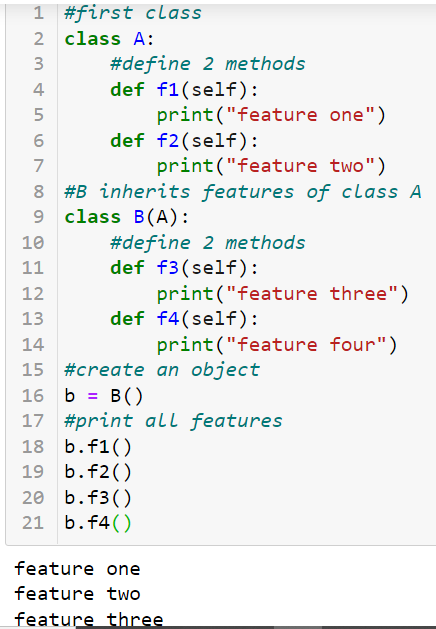 1 #first class
2 class A:
3     #define 2 methods
4     def f1(self):
5         print("feature one")
6     def f2(self):
7         print("feature two")
8 #B inherits features of class A
9 class B(A):
10     #define 2 methods
11     def f3(self):
12         print("feature three")
13     def f4(self):
14         print("feature four")
15 #create an object
16 b = B()
17 #print all features
18 b.f1()
19 b.f2()
20 b.f3()
21 b.f4()
feature one
feature two
feature three